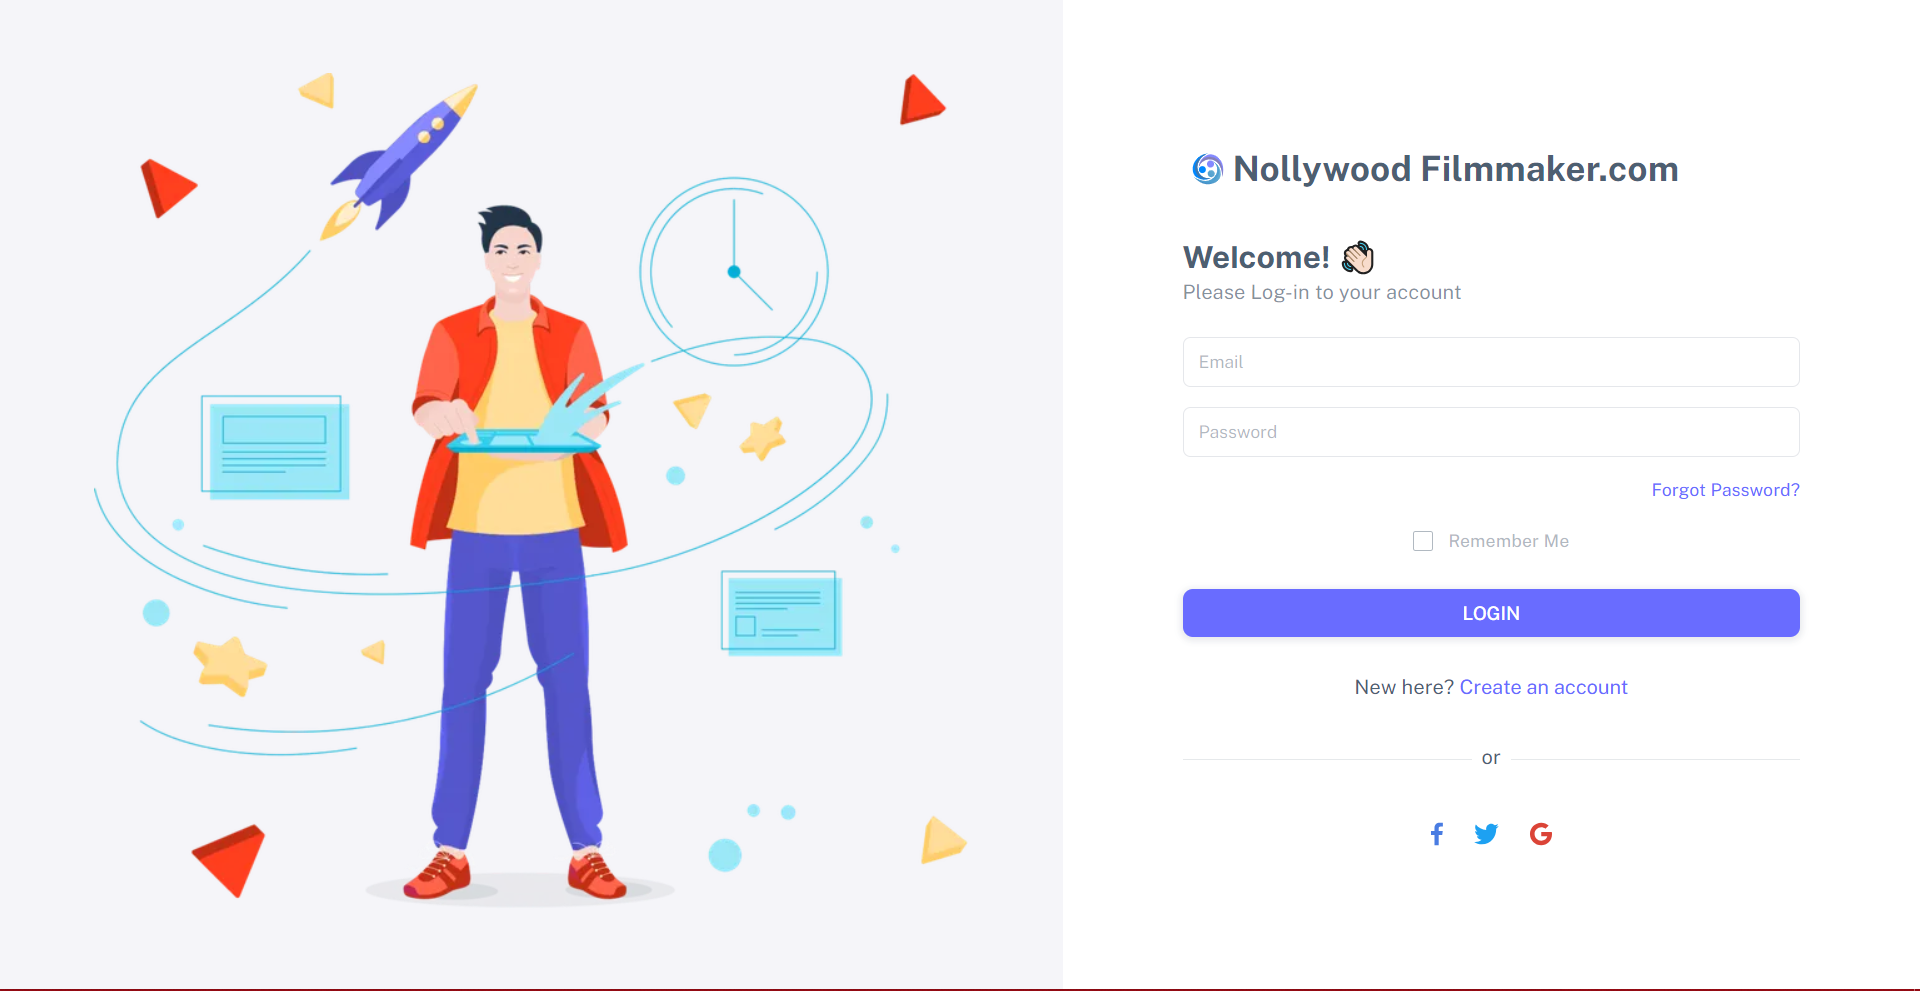 Nollywood Filmmaker.com
Welcome! 👋🏻
Please Log-in to your account
Email
Password
Forgot Password?
Remember Me
LOGIN
New here? Create an account
or